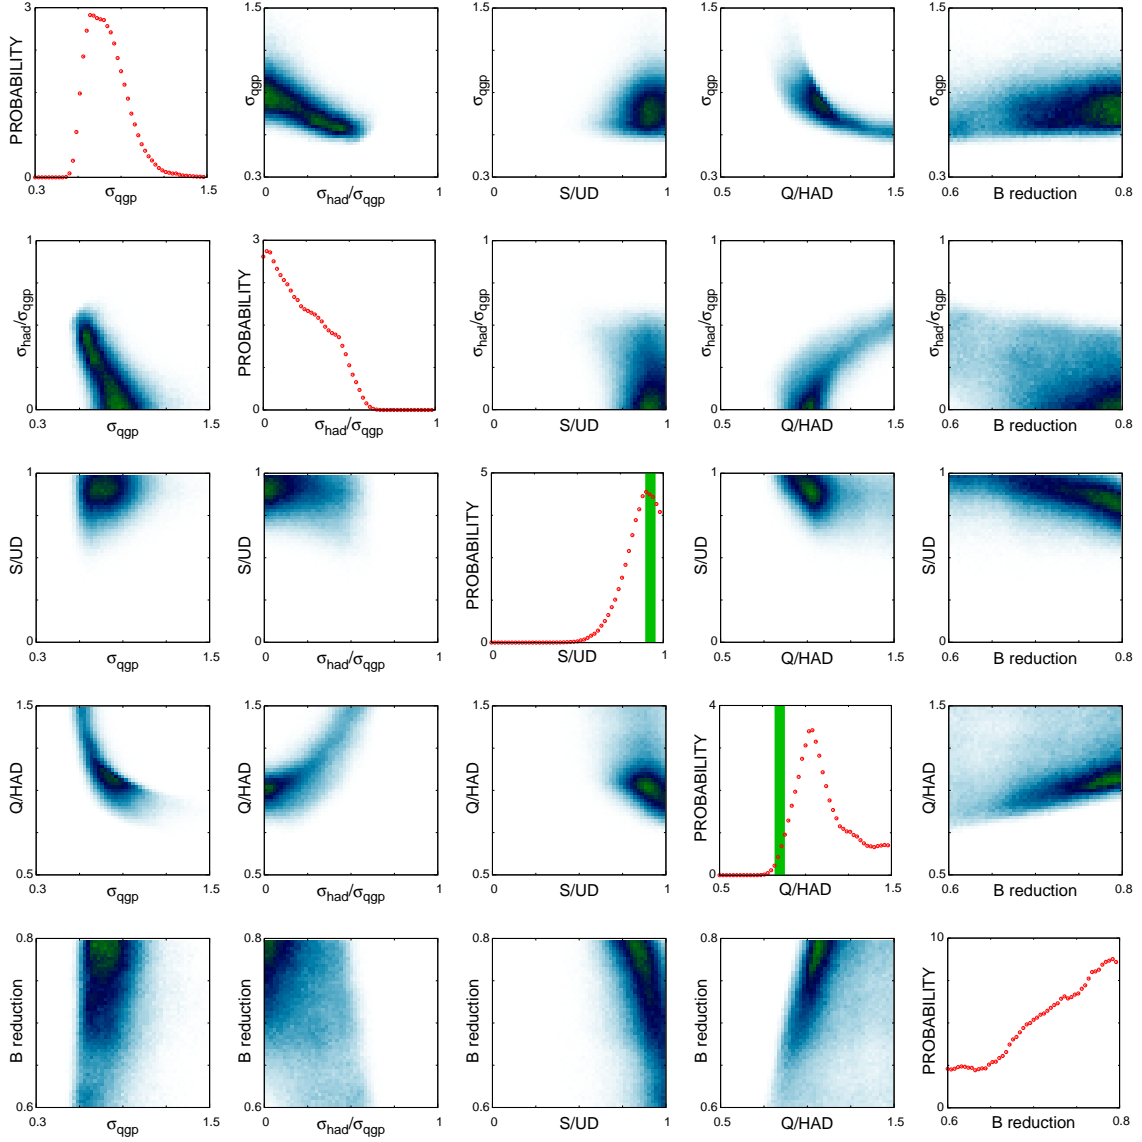 3
PROBABILITY
0
0.3 1.5
σqgp
1.5
σqgp
0.3
0 1
σhad/σqgp
1.5
σqgp
0.3
0 1
S/UD
1.5
σqgp
0.3
0.5 1.5
Q/HAD
1.5
σqgp
0.3
0.6 0.8
B reduction
1
σhad/σqgp
0
0.3 1.5
σqgp
3
PROBABILITY
0
0 1
σhad/σqgp
1
σhad/σqgp
0
0 1
S/UD
1
σhad/σqgp
0
0.5 1.5
Q/HAD
1
σhad/σqgp
0
0.6 0.8
B reduction
1
S/UD
0
0.3 1.5
σqgp
1
S/UD
0
0 1
σhad/σqgp
5
PROBABILITY
0
0 1
S/UD
1
S/UD
0
0.5 1.5
Q/HAD
1
S/UD
0
0.6 0.8
B reduction
1.5
Q/HAD
0.5
0.3 1.5
σqgp
1.5
Q/HAD
0.5
0 1
σhad/σqgp
1.5
Q/HAD
0.5
0 1
S/UD
4
PROBABILITY
0
0.5 1.5
Q/HAD
1.5
Q/HAD
0.5
0.6 0.8
B reduction
0.8
B reduction
0.6
0.3 1.5
σqgp
0.8
B reduction
0.6
0 1
σhad/σqgp
0.8
B reduction
0.6
0 1
S/UD
0.8
B reduction
0.6
0.5 1.5
Q/HAD
10
PROBABILITY
0
0.6 0.8
B reduction